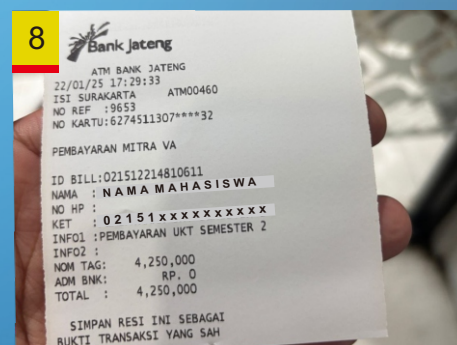 8
Bank Jateng
ATM BANK JATENG
22/01/25 17:29:33
ISI SURAKARTA ATM00460
NO REF :9653
NO KARTU:6274511307****32
PEMBAYARAN MITRA VA
ID BILL:021512214810611
NAMA : NAMA MAHASISWA
NO HP :
KET : 02151xxxxxxxxxx
INFO1 :PEMBAYARAN UKT SEMESTER 2
INFO2 :
NOM TAG: 4,250,000
ADM BNK: RP. 0
TOTAL : 4,250,000
SIMPAN RESI INI SEBAGAI
BUKTI TRANSAKSI YANG SAH